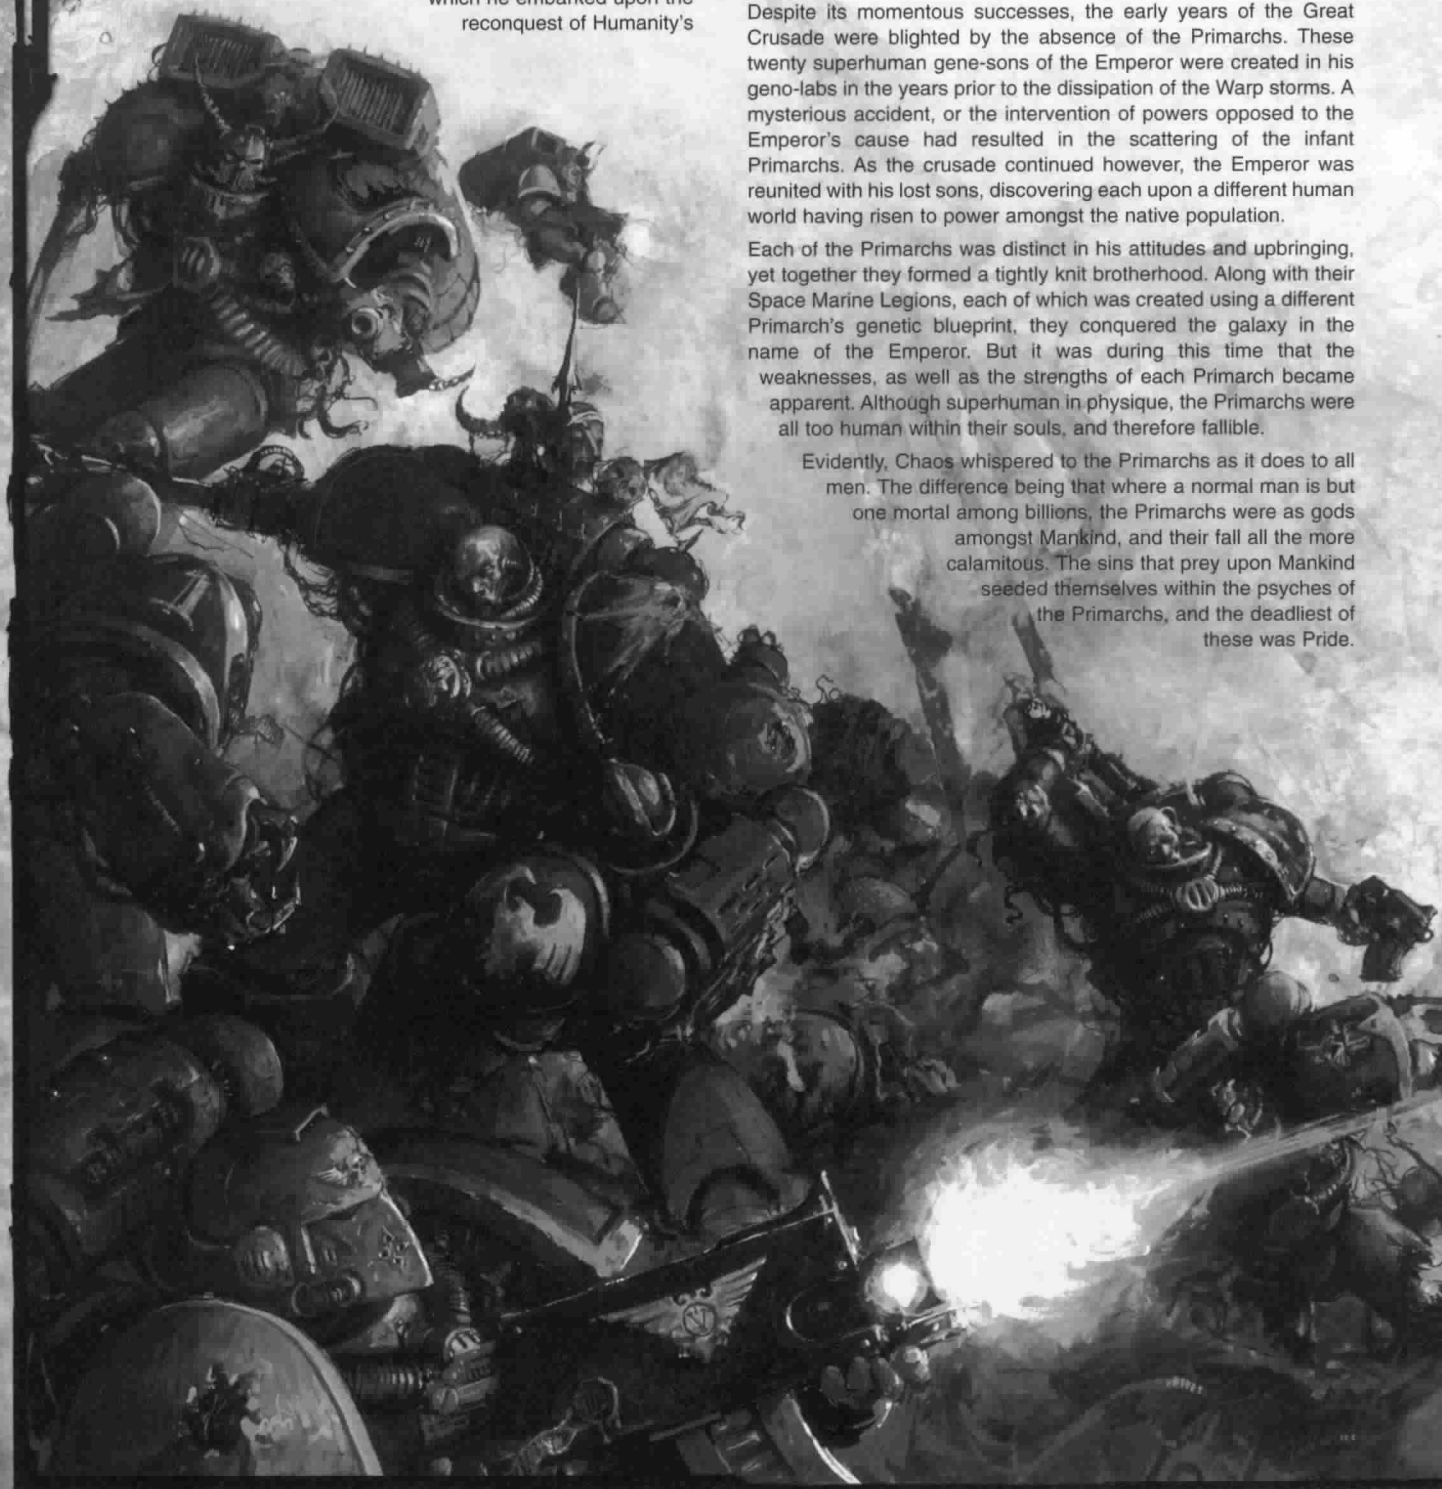 which he embarked upon the
reconquest of Humanity's
Despite its momentous successes, the early years of the Great
Crusade were blighted by the absence of the Primarchs. These
twenty superhuman gene-sons of the Emperor were created in his
geno-labs in the years prior to the dissipation of the Warp storms. A
mysterious accident, or the intervention of powers opposed to the
Emperor's cause had resulted in the scattering of the infant
Primarchs. As the crusade continued however, the Emperor was
reunited with his lost sons, discovering each upon a different human
world having risen to power amongst the native population.
Each of the Primarchs was distinct in his attitudes and upbringing,
yet together they formed a tightly knit brotherhood. Along with their
Space Marine Legions, each of which was created using a different
Primarch's genetic blueprint, they conquered the galaxy in the
name of the Emperor. But it was during this time that the
weaknesses, as well as the strengths of each Primarch became
apparent. Although superhuman in physique, the Primarchs were
all too human within their souls, and therefore fallible.
Evidently, Chaos whispered to the Primarchs as it does to all
men. The difference being that where a normal man is but
one mortal among billions, the Primarchs were as gods
amongst Mankind, and their fall all the more
calamitous. The sins that prey upon Mankind
seeded themselves within the psyches of
the Primarchs, and the deadliest of
these was Pride.